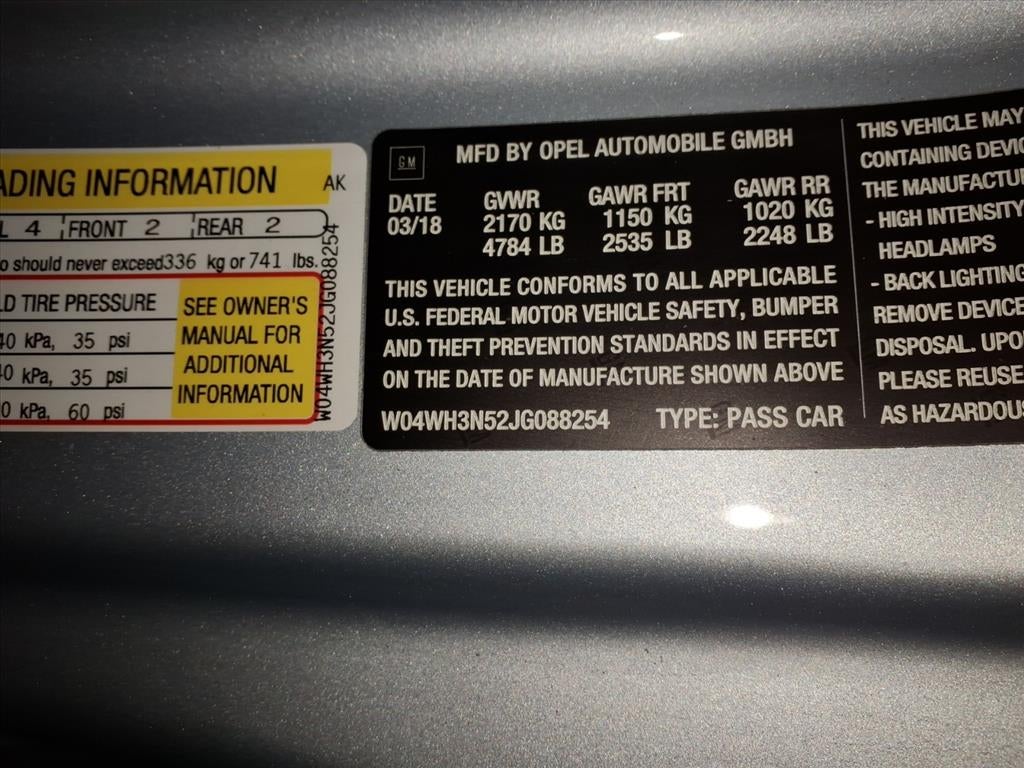 ADING INFORMATION AK
L 4 FRONT 2 REAR 2
o should never exceed 336 kg or 741 lbs.
LD TIRE PRESSURE
40 kPa, 35 psi
40 kPa, 35 psi
0 kPa, 60 psi
SEE OWNER'S
MANUAL FOR
ADDITIONAL
INFORMATION
W04WH3N52JG088254
GM
MFD BY OPEL AUTOMOBILE GMBH
DATE GVWR GAWR FRT GAWR RR
03/18 2170 KG 1150 KG 1020 KG
4784 LB 2535 LB 2248 LB
THIS VEHICLE CONFORMS TO ALL APPLICABLE
U.S. FEDERAL MOTOR VEHICLE SAFETY, BUMPER
AND THEFT PREVENTION STANDARDS IN EFFECT
ON THE DATE OF MANUFACTURE SHOWN ABOVE
W04WH3N52JG088254 TYPE: PASS CAR
THIS VEHICLE MAY
CONTAINING DEVIC
THE MANUFACTU
- HIGH INTENSITY
HEADLAMPS
- BACK LIGHTING
REMOVE DEVICE
DISPOSAL. UPO
PLEASE REUSE
AS HAZARDOUS